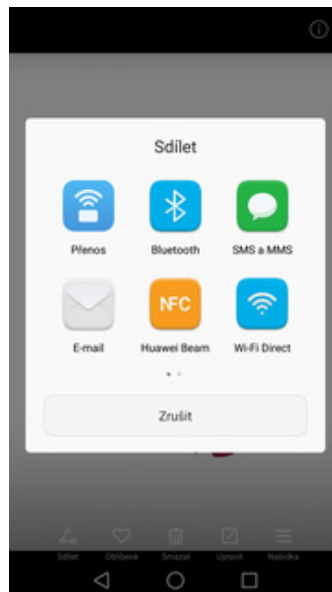 Sdílet
Přenos
Bluetooth
SMS a MMS
E-mail
NFC
Huawei Beam
Wi-Fi Direct
Zrušit
Sdílet
Oblíbené
Smazat
Upravit
Nabídka